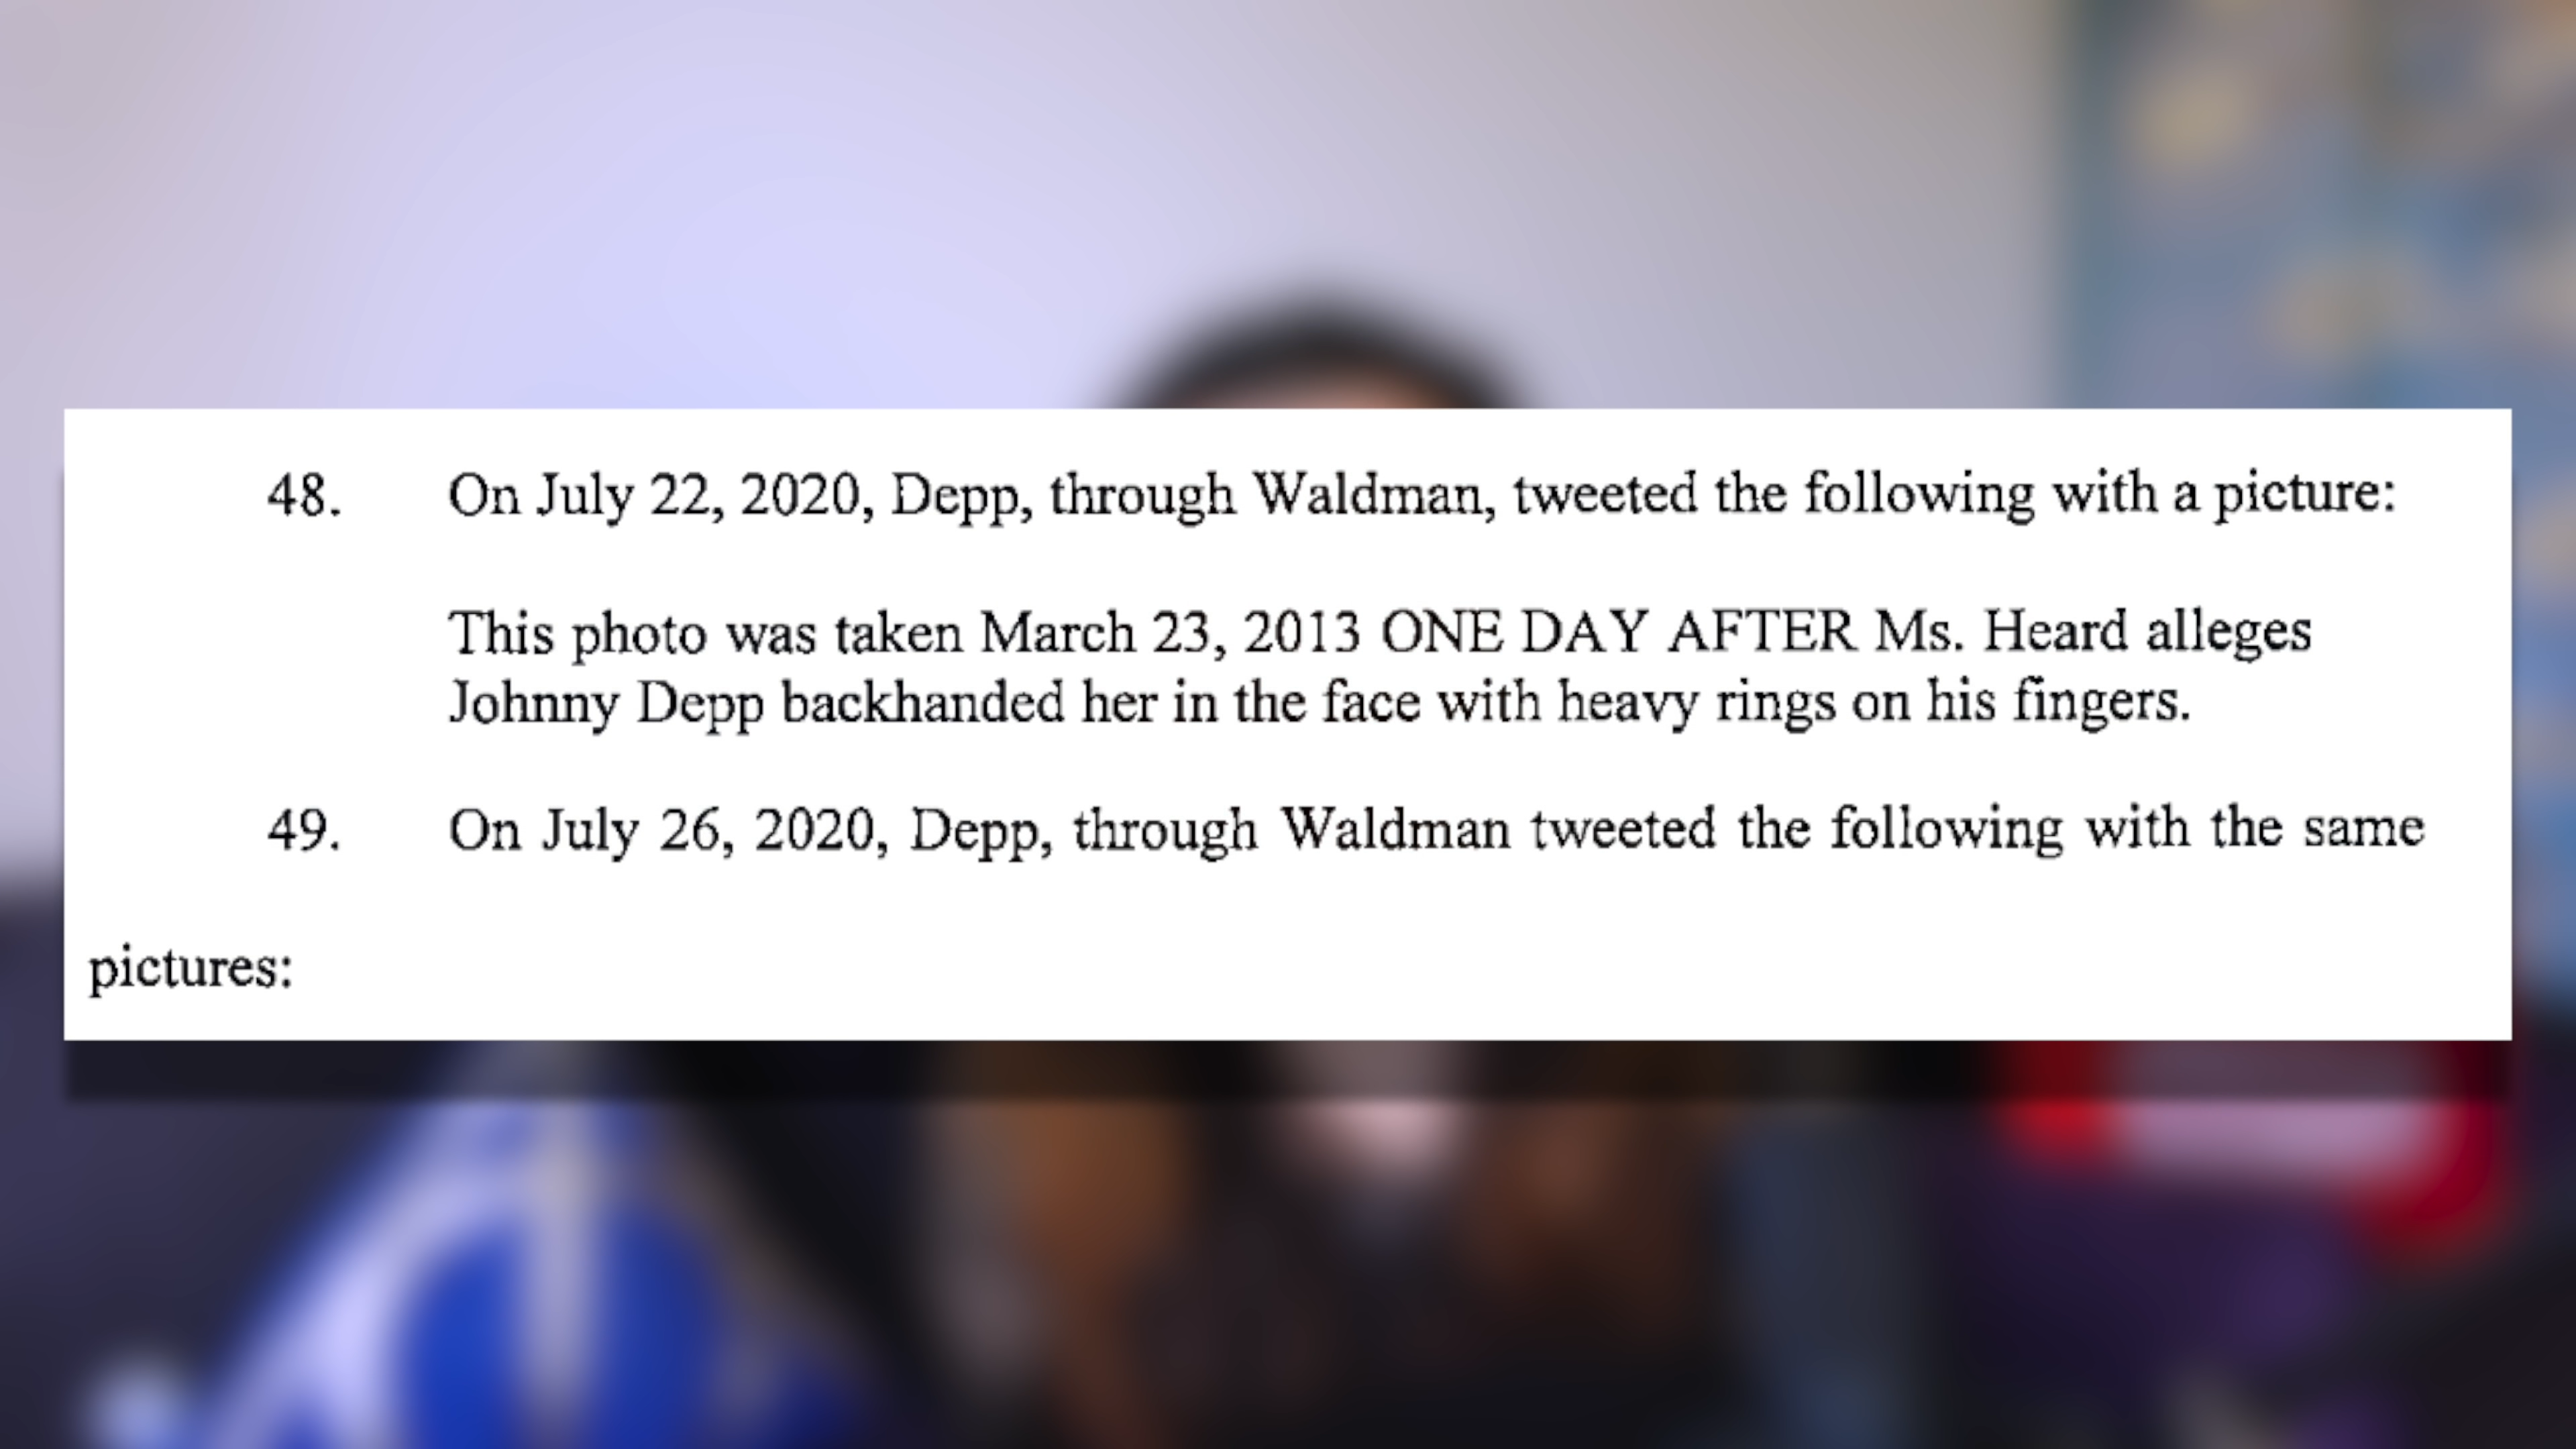 48. On July 22, 2020, Depp, through Waldman, tweeted the following with a picture:
This photo was taken March 23, 2013 ONE DAY AFTER Ms. Heard alleges
Johnny Depp backhanded her in the face with heavy rings on his fingers.
49. On July 26, 2020, Depp, through Waldman tweeted the following with the same
pictures: